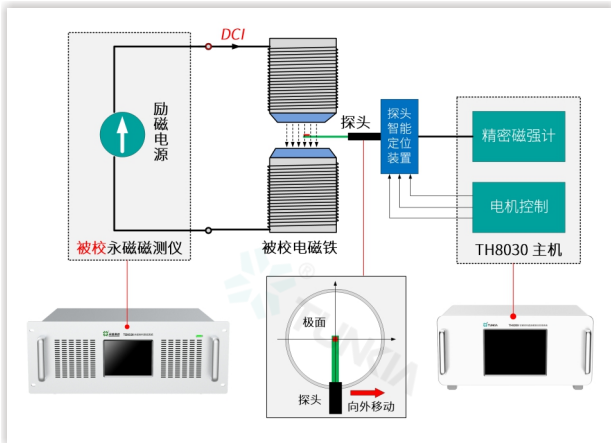 DCI
励磁电源
探头
探头
智能
定位
装置
精密磁强计
电机控制
被校永磁磁测仪
被校电磁铁
TH8030 主机
®
TUNKIA
极面
探头
向外移动